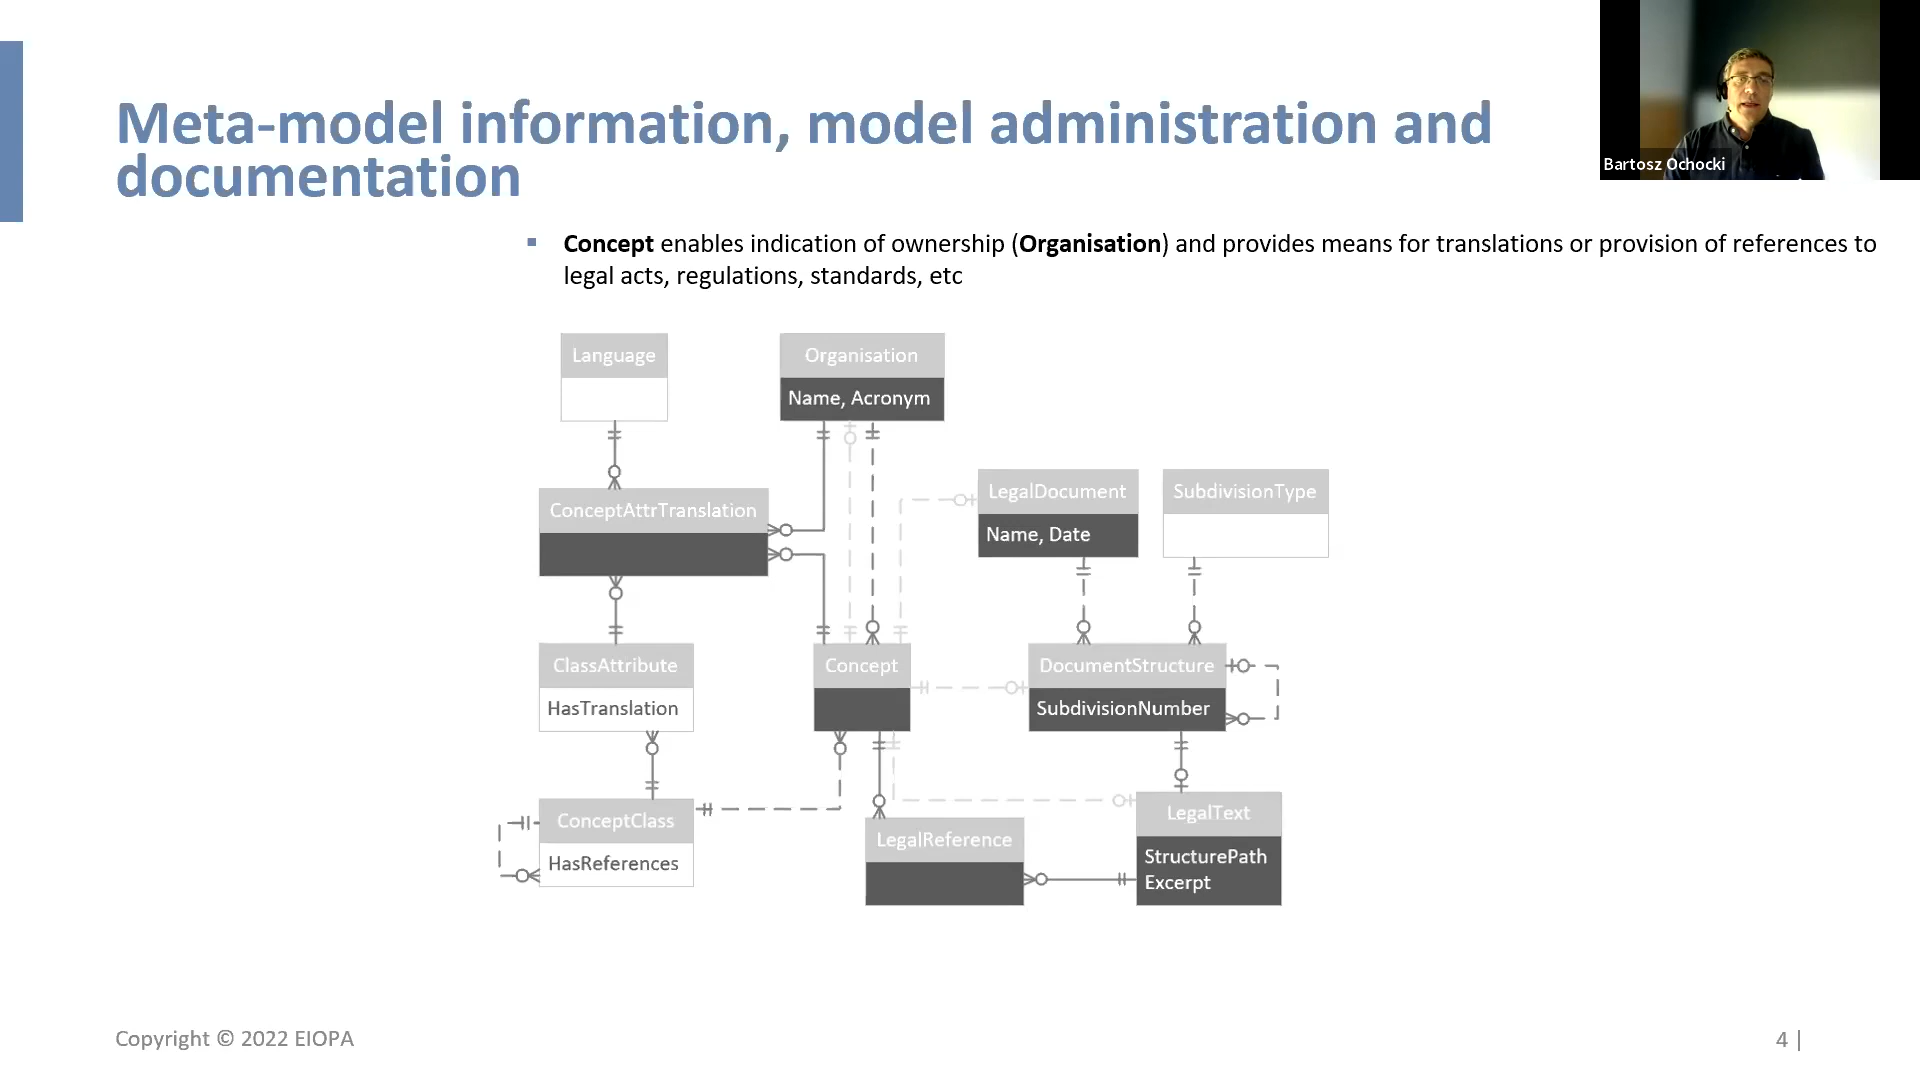 Meta-model information, model administration and
documentation
Bartosz Ochocki
▪ Concept enables indication of ownership (Organisation) and provides means for translations or provision of references to
legal acts, regulations, standards, etc
Language
Organisation
Name, Acronym
LegalDocument
Name, Date
SubdivisionType
ConceptAttrTranslation
ClassAttribute
HasTranslation
Concept
DocumentStructure
SubdivisionNumber
ConceptClass
HasReferences
LegalReference
LegalText
StructurePath
Excerpt
Copyright © 2022 EIOPA
4 |